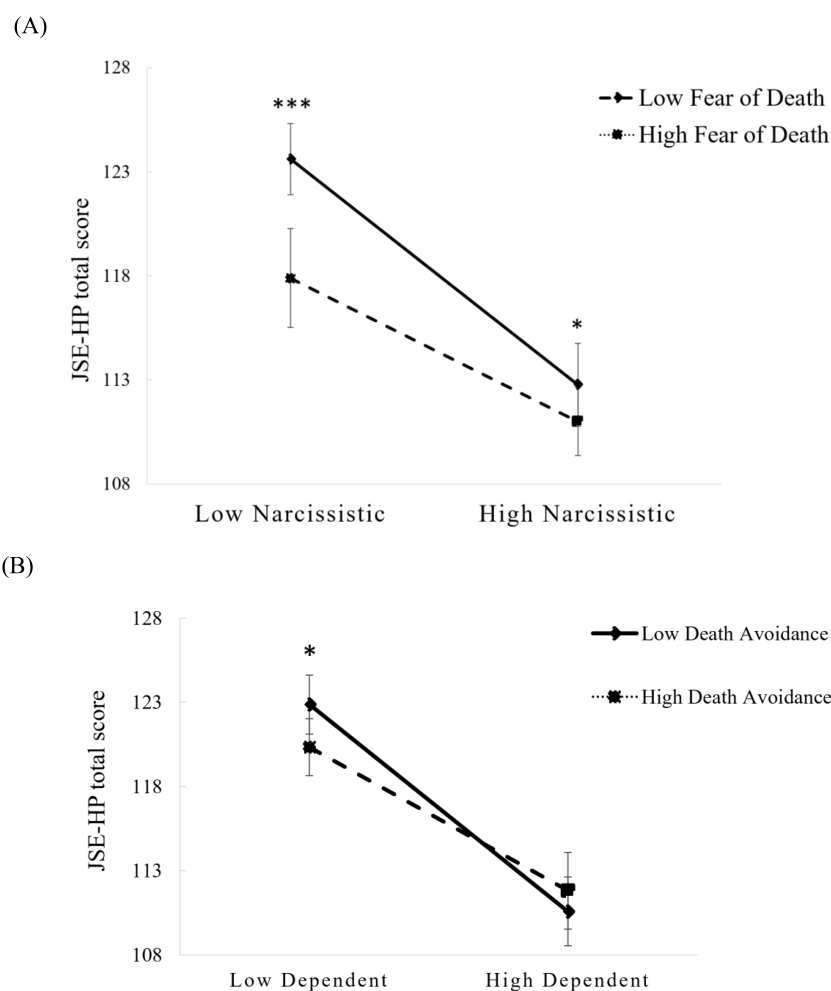 (A)
128
***
Low Fear of Death
High Fear of Death
123
118
*
113
108
JSE-HP total score
Low Narcissistic
High Narcissistic
(B)
128
*
Low Death Avoidance
High Death Avoidance
123
118
113
108
JSE-HP total score
Low Dependent
High Dependent